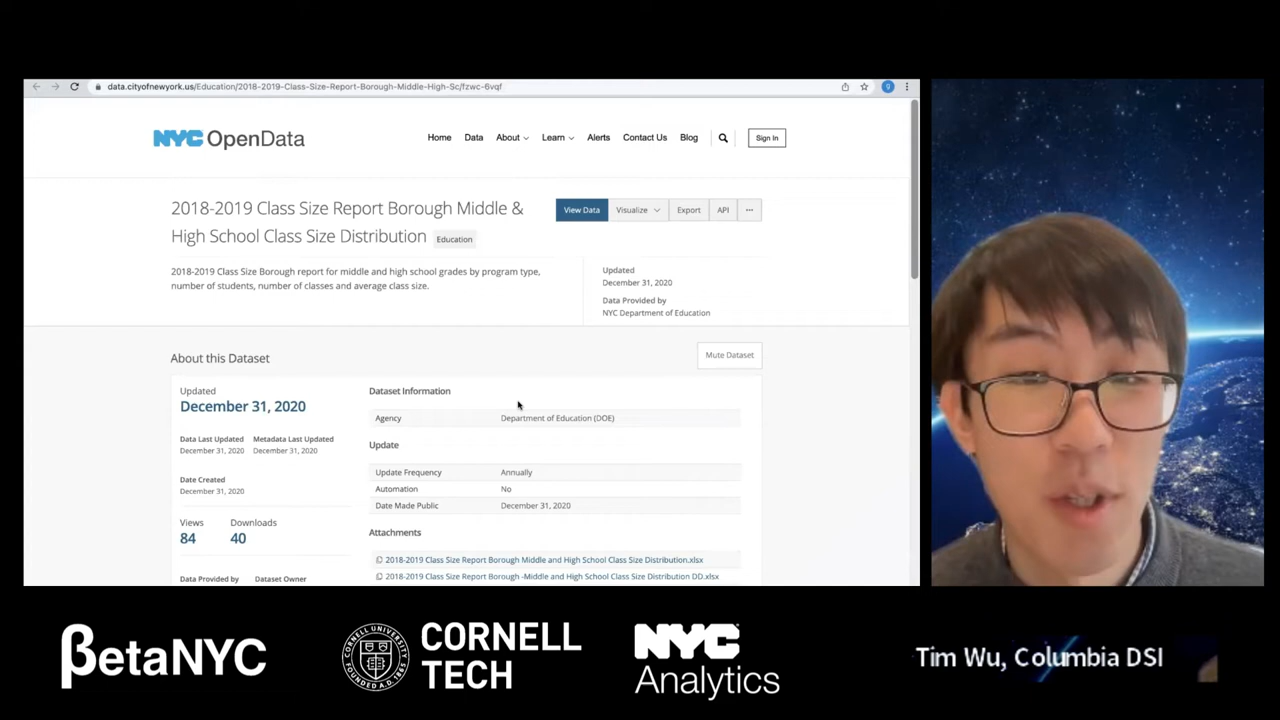 data.cityofnewyork.us/Education/2018-2019-Class-Size-Report-Borough-Middle-High-Sc/fzwc-6vqf
9
NYC OpenData
Home Data About Learn Alerts Contact Us Blog Sign In
2018-2019 Class Size Report Borough Middle &
High School Class Size Distribution Education
View Data Visualize Export API ...
2018-2019 Class Size Borough report for middle and high school grades by program type,
number of students, number of classes and average class size.
Updated
December 31, 2020
Data Provided by
NYC Department of Education
About this Dataset
Mute Dataset
Updated
December 31, 2020
Data Last Updated Metadata Last Updated
December 31, 2020 December 31, 2020
Date Created
December 31, 2020
Views Downloads
84 40
Data Provided by Dataset Owner
Dataset Information
Agency Department of Education (DOE)
Update
Update Frequency Annually
Automation No
Date Made Public December 31, 2020
Attachments
2018-2019 Class Size Report Borough Middle and High School Class Size Distribution.xlsx
2018-2019 Class Size Report Borough -Middle and High School Class Size Distribution DD.xlsx
βetaNYC
CORNELL
TECH
NYC
Analytics
Tim Wu, Columbia DSI